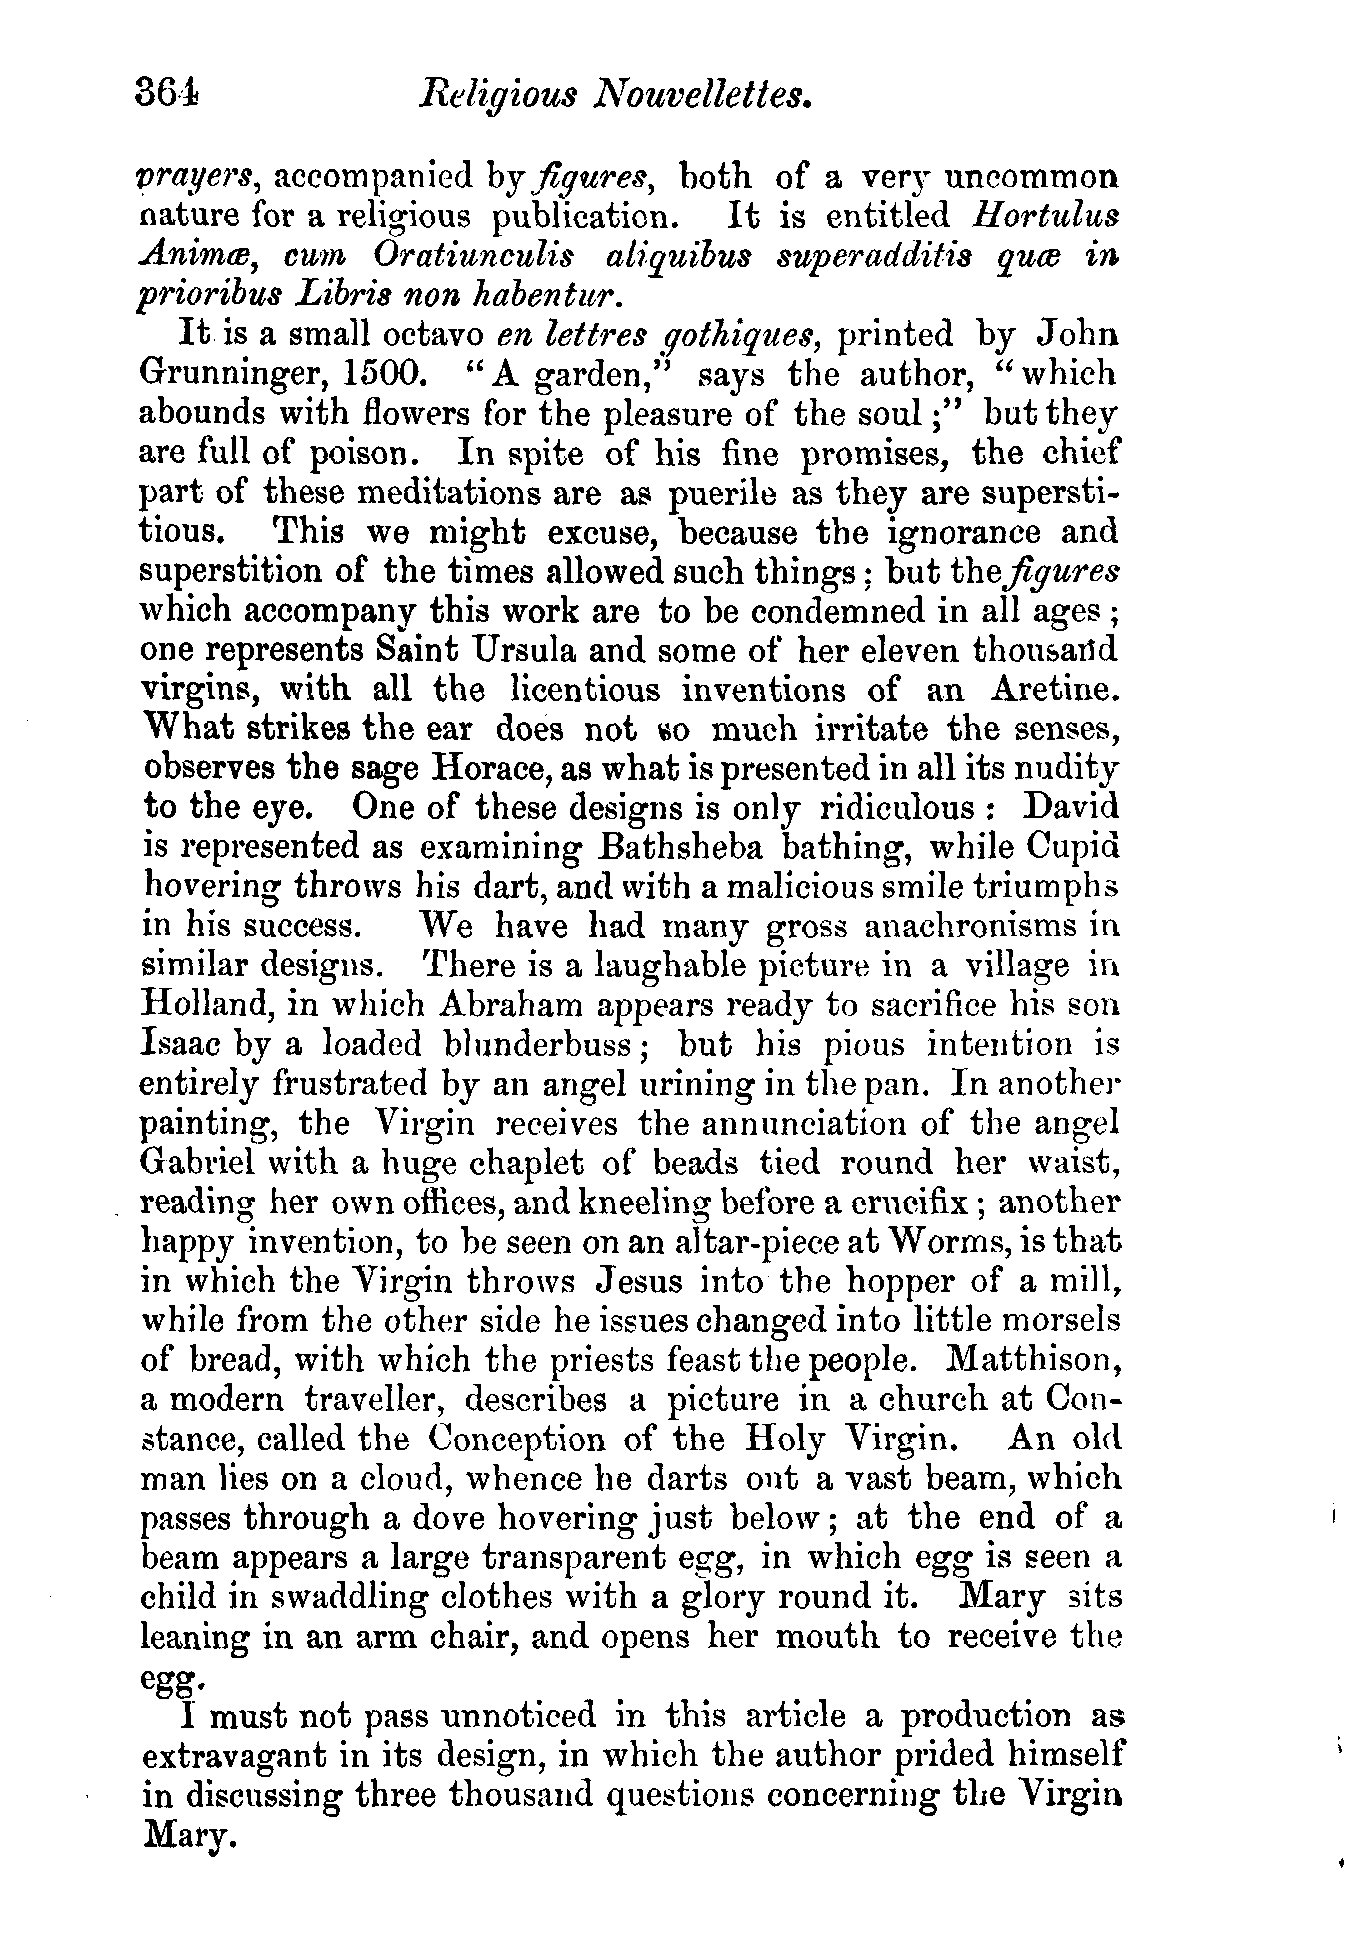 364 Religious Nouvellettes.
prayers, accompanied by figures, both of a very uncommon
nature for a religious publication. It is entitled Hortulus
Animæ, cum Oratiunculis aliquibus superadditis quæ in
prioribus Libris non habentur.
It is a small octavo en lettres gothiques, printed by John
Grunninger, 1500. “A garden,” says the author, “which
abounds with flowers for the pleasure of the soul;” but they
are full of poison. In spite of his fine promises, the chief
part of these meditations are as puerile as they are supersti-
tious. This we might excuse, because the ignorance and
superstition of the times allowed such things; but the figures
which accompany this work are to be condemned in all ages;
one represents Saint Ursula and some of her eleven thousand
virgins, with all the licentious inventions of an Aretine.
What strikes the ear does not so much irritate the senses,
observes the sage Horace, as what is presented in all its nudity
to the eye. One of these designs is only ridiculous: David
is represented as examining Bathsheba bathing, while Cupid
hovering throws his dart, and with a malicious smile triumphs
in his success. We have had many gross anachronisms in
similar designs. There is a laughable picture in a village in
Holland, in which Abraham appears ready to sacrifice his son
Isaac by a loaded blunderbuss; but his pious intention is
entirely frustrated by an angel urining in the pan. In another
painting, the Virgin receives the annunciation of the angel
Gabriel with a huge chaplet of beads tied round her waist,
reading her own offices, and kneeling before a crucifix; another
happy invention, to be seen on an altar-piece at Worms, is that
in which the Virgin throws Jesus into the hopper of a mill,
while from the other side he issues changed into little morsels
of bread, with which the priests feast the people. Matthison,
a modern traveller, describes a picture in a church at Con-
stance, called the Conception of the Holy Virgin. An old
man lies on a cloud, whence he darts out a vast beam, which
passes through a dove hovering just below; at the end of a
beam appears a large transparent egg, in which egg is seen a
child in swaddling clothes with a glory round it. Mary sits
leaning in an arm chair, and opens her mouth to receive the
egg.
I must not pass unnoticed in this article a production as
extravagant in its design, in which the author prided himself
in discussing three thousand questions concerning the Virgin
Mary.